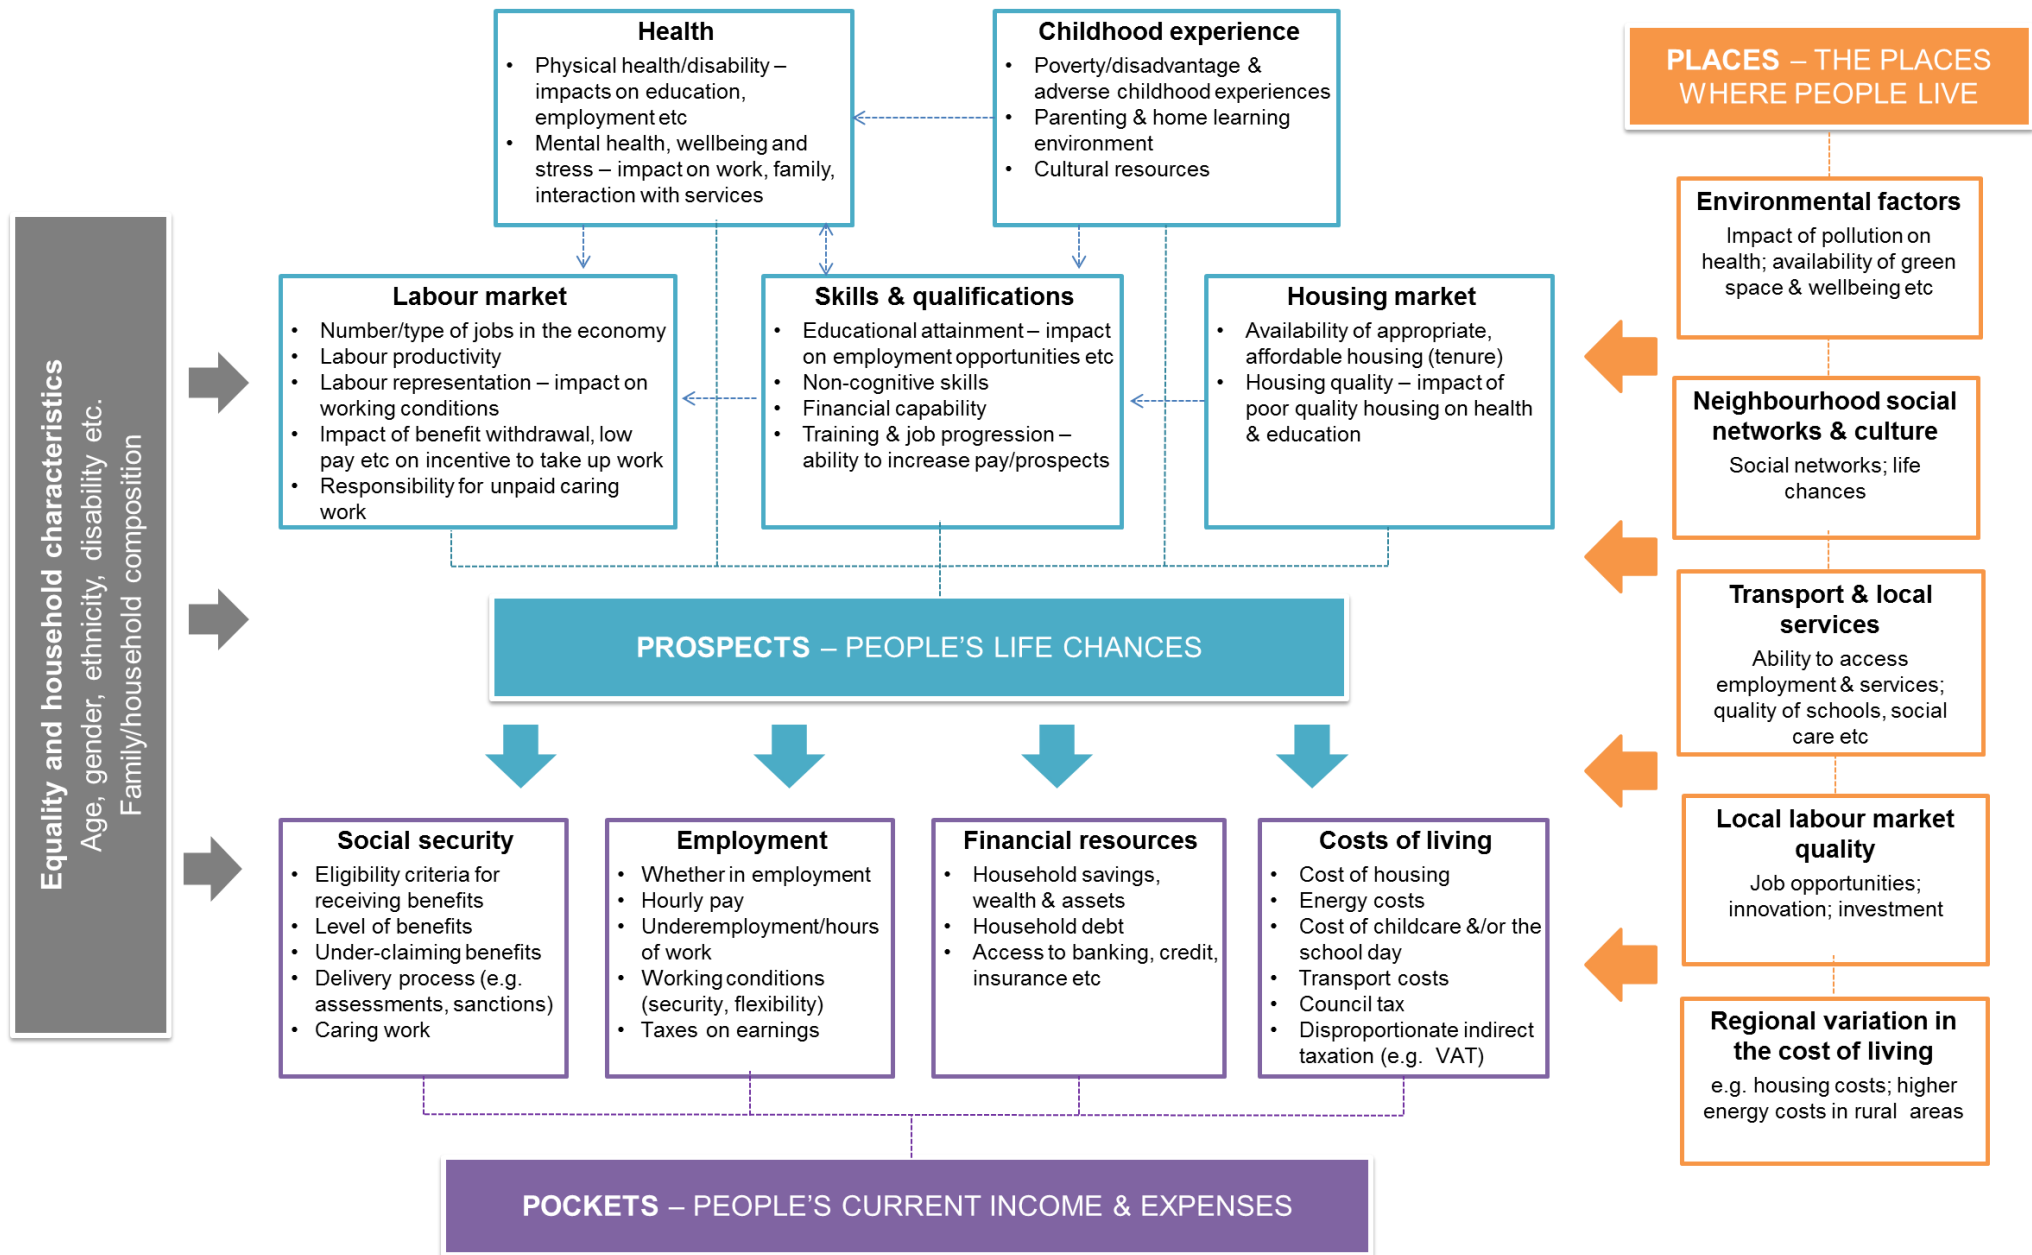 Health
• Physical health/disability –
impacts on education,
employment etc
• Mental health, wellbeing and
stress – impact on work, family,
interaction with services
Childhood experience
• Poverty/disadvantage &
adverse childhood experiences
• Parenting & home learning
environment
• Cultural resources
PLACES – THE PLACES
WHERE PEOPLE LIVE
Equality and household characteristics
Age, gender, ethnicity, disability etc.
Family/household composition
Labour market
• Number/type of jobs in the economy
• Labour productivity
• Labour representation – impact on
working conditions
• Impact of benefit withdrawal, low
pay etc on incentive to take up work
• Responsibility for unpaid caring
work
Skills & qualifications
• Educational attainment – impact
on employment opportunities etc
• Non-cognitive skills
• Financial capability
• Training & job progression –
ability to increase pay/prospects
Housing market
• Availability of appropriate,
affordable housing (tenure)
• Housing quality – impact of
poor quality housing on health
& education
Environmental factors
Impact of pollution on
health; availability of green
space & wellbeing etc
Neighbourhood social
networks & culture
Social networks; life
chances
Transport & local
services
Ability to access
employment & services;
quality of schools, social
care etc
Local labour market
quality
Job opportunities;
innovation; investment
Regional variation in
the cost of living
e.g. housing costs; higher
energy costs in rural areas
PROSPECTS – PEOPLE'S LIFE CHANCES
Social security
• Eligibility criteria for
receiving benefits
• Level of benefits
• Under-claiming benefits
• Delivery process (e.g.
assessments, sanctions)
• Caring work
Employment
• Whether in employment
• Hourly pay
• Underemployment/hours
of work
• Working conditions
(security, flexibility)
• Taxes on earnings
Financial resources
• Household savings,
wealth & assets
• Household debt
• Access to banking, credit,
insurance etc
Costs of living
• Cost of housing
• Energy costs
• Cost of childcare &/or the
school day
• Transport costs
• Council tax
• Disproportionate indirect
taxation (e.g. VAT)
POCKETS – PEOPLE'S CURRENT INCOME & EXPENSES